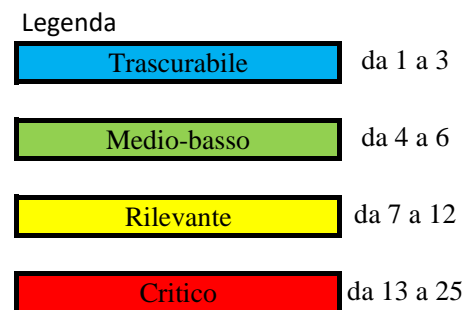 Legenda
Trascurabile da 1 a 3
Medio-basso da 4 a 6
Rilevante da 7 a 12
Critico da 13 a 25